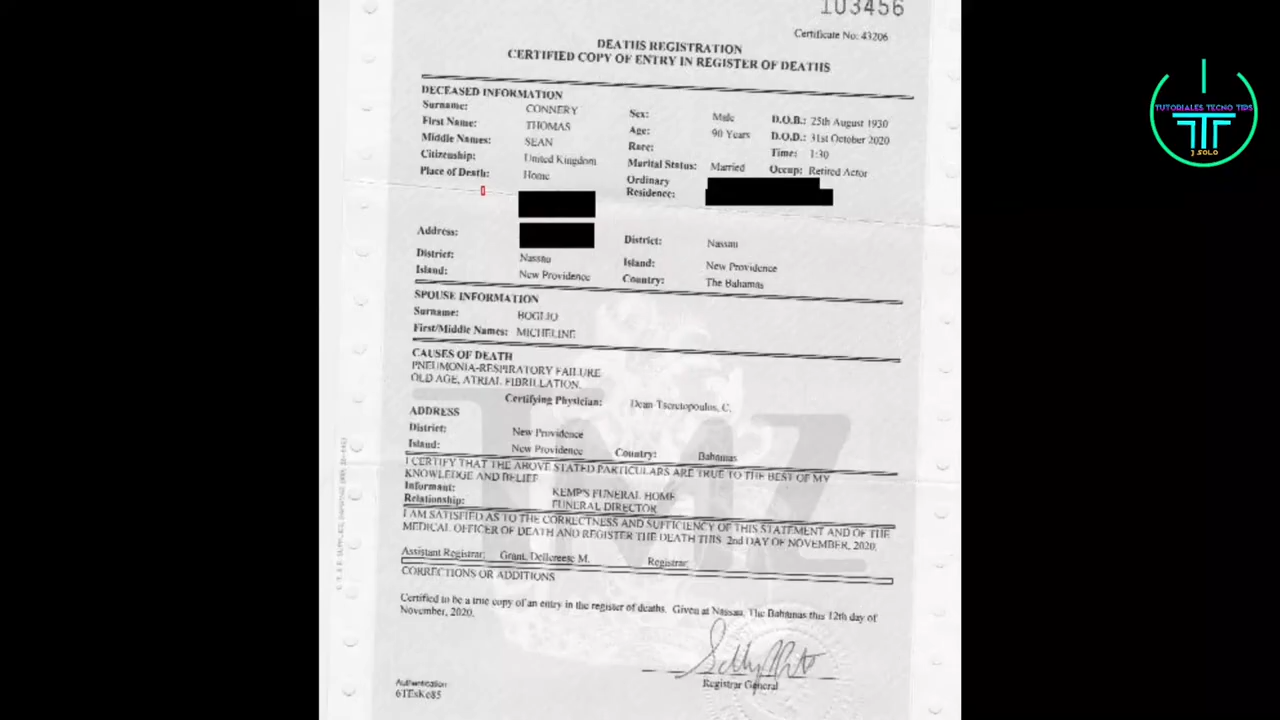 103456
Certificate No: 43206
DEATHS REGISTRATION
CERTIFIED COPY OF ENTRY IN REGISTER OF DEATHS
DECEASED INFORMATION
Surname: CONNERY Sex: Male D.O.B: 25th August 1930
First Name: THOMAS Age: 90 Years D.O.D: 31st October 2020
Middle Names: SEAN Race: Time: 1:30
Citizenship: United Kingdom Marital Status: Married Occup: Retired Actor
Place of Death: Home Ordinary
Residence:
Address: District: Nassau
District: Nassau Island: New Providence
Island: New Providence Country: The Bahamas
SPOUSE INFORMATION
Surname: BOGLIO
First/Middle Names: MICHELINE
CAUSES OF DEATH
PNEUMONIA-RESPIRATORY FAILURE
OLD AGE, ATRIAL FIBRILLATION.
Certifying Physician: Dean-Tseretopoulos, C.
ADDRESS
District: New Providence
Island: New Providence Country: Bahamas
I CERTIFY THAT THE ABOVE STATED PARTICULARS ARE TRUE TO THE BEST OF MY
KNOWLEDGE AND BELIEF
Informant: KEMP'S FUNERAL HOME
Relationship: FUNERAL DIRECTOR
I AM SATISFIED AS TO THE CORRECTNESS AND SUFFICIENCY OF THIS STATEMENT AND OF THE
MEDICAL OFFICER OF DEATH AND REGISTER THE DEATH THIS 2nd DAY OF NOVEMBER, 2020.
Assistant Registrar: Grant, Delloreese M. Registrar:
CORRECTIONS OR ADDITIONS
Certified to be a true copy of an entry in the register of deaths. Given at Nassau, The Bahamas this 12th day of
November, 2020.
Registrar General
Authentication
6TEsKe85
TMZ
TUTORIALES TECNO TIPS
J SOLO